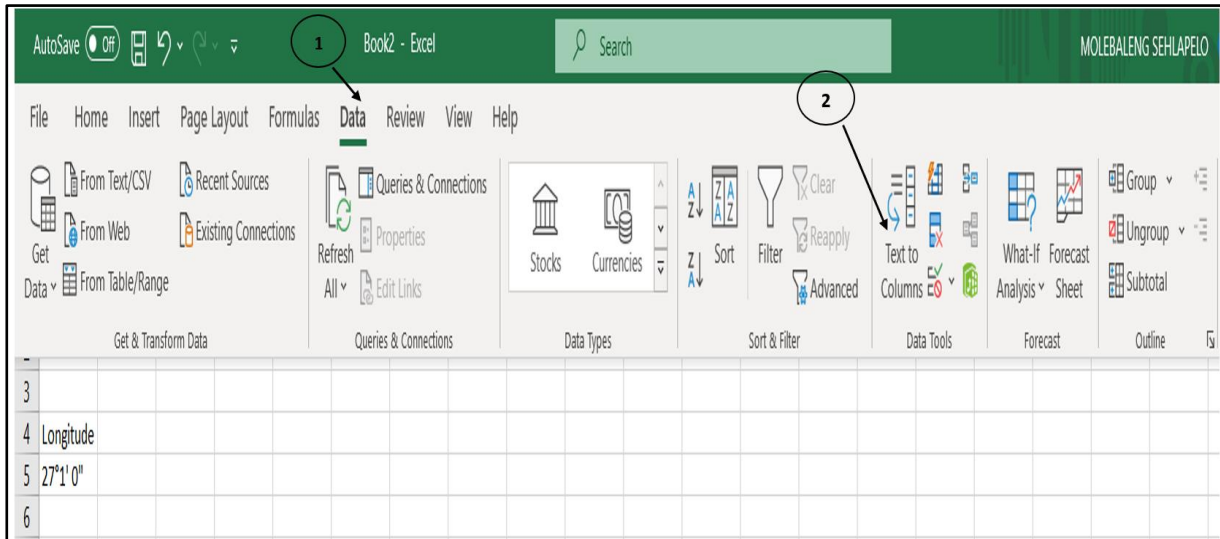 AutoSave Off Book2 - Excel Search MOLEBALENG SEHLAPELO
1
File Home Insert Page Layout Formulas Data Review View Help
2
From Text/CSV
From Web
From Table/Range
Get
Data
Recent Sources
Existing Connections
Get & Transform Data
Refresh
All
Queries & Connections
Properties
Edit Links
Queries & Connections
Stocks
Currencies
Data Types
Sort
Filter
Clear
Reapply
Advanced
Sort & Filter
Text to
Columns
Data Tools
What-If
Analysis
Forecast
Sheet
Forecast
Group
Ungroup
Subtotal
Outline
3
4 Longitude
5 27°1' 0"
6